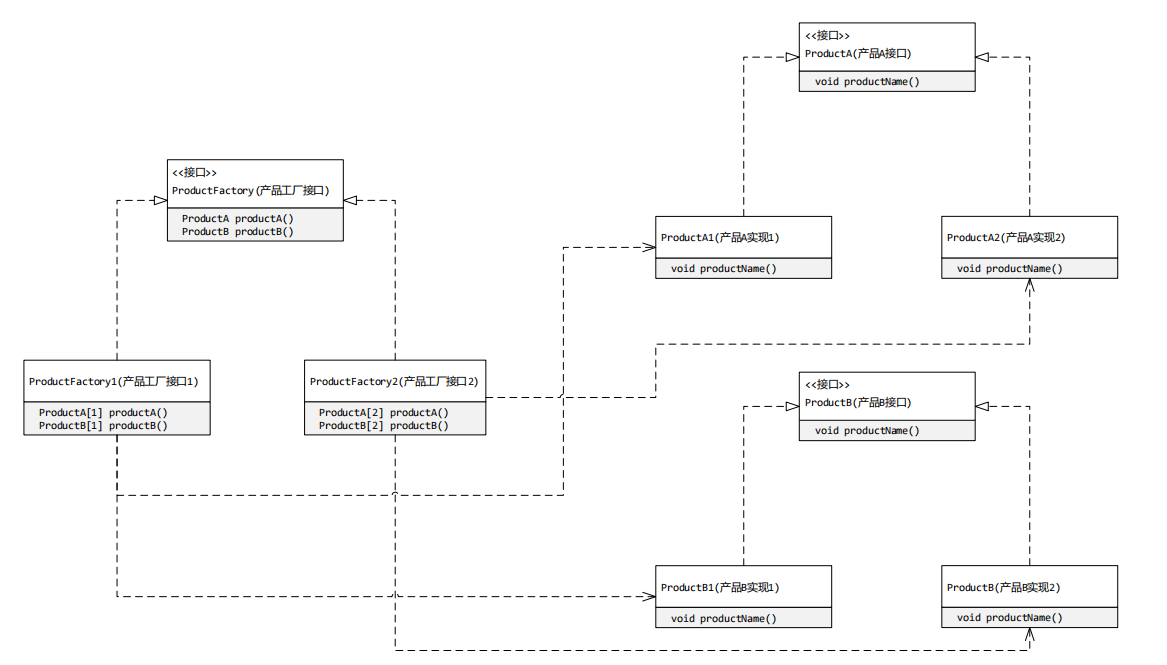 <<接口>>
ProductA(产品A接口)
void productName()
<<接口>>
ProductFactory(产品工厂接口)
ProductA productA()
ProductB productB()
ProductA1(产品A实现1)
void productName()
ProductA2(产品A实现2)
void productName()
ProductFactory1(产品工厂接口1)
ProductA[1] productA()
ProductB[1] productB()
ProductFactory2(产品工厂接口2)
ProductA[2] productA()
ProductB[2] productB()
<<接口>>
ProductB(产品B接口)
void productName()
ProductB1(产品B实现1)
void productName()
ProductB(产品B实现2)
void productName()